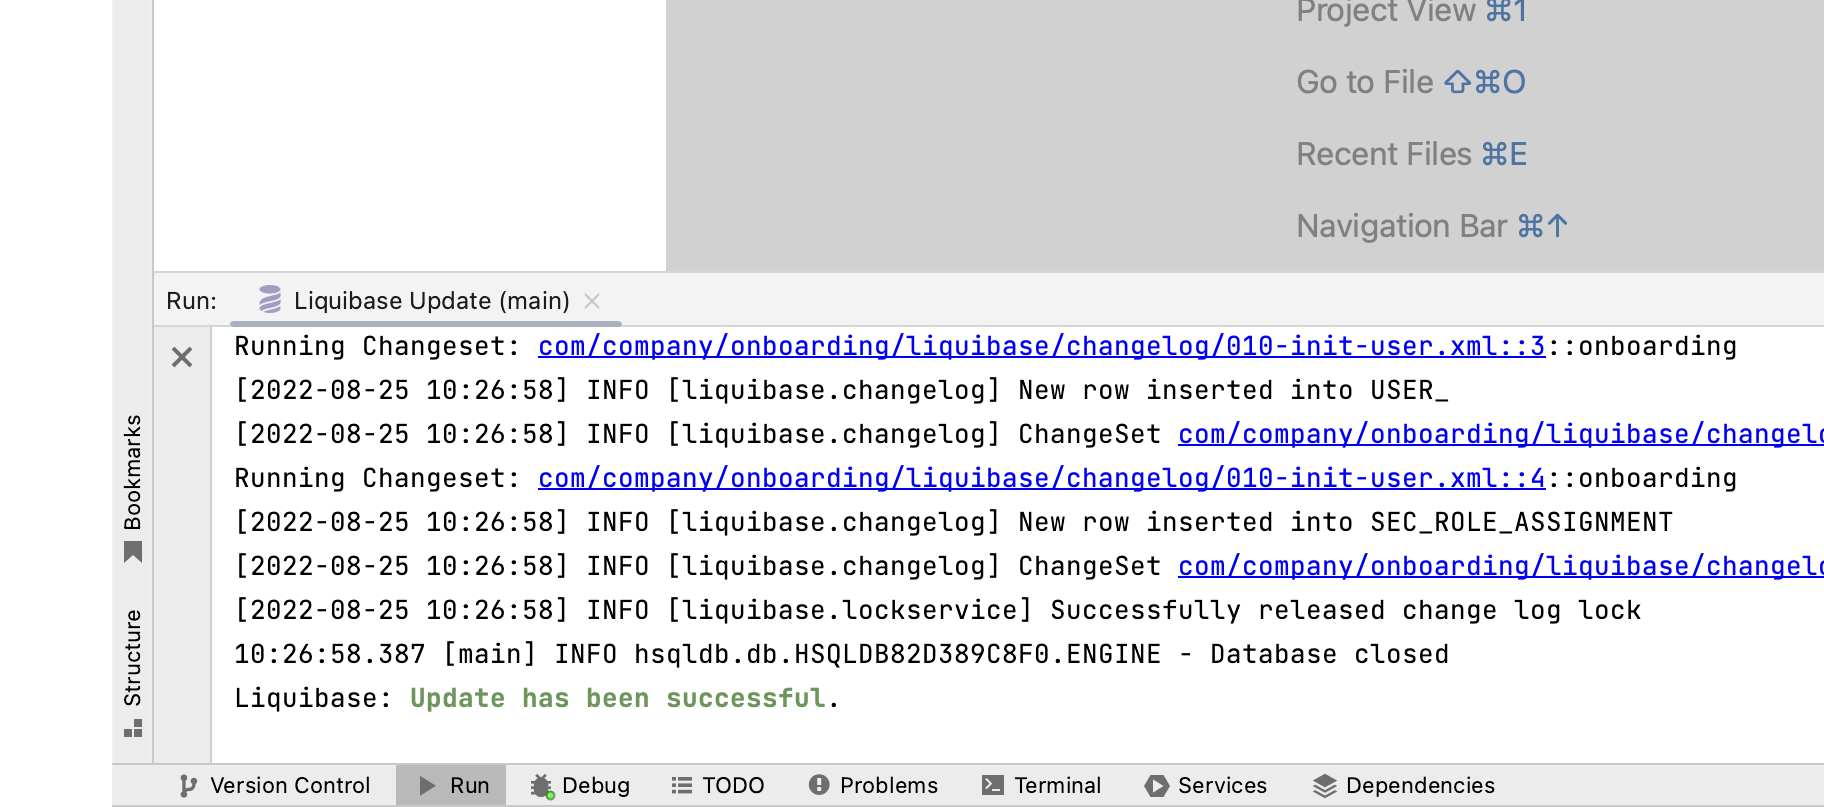 Project View ⌘1
Go to File ⇧⌘O
Recent Files ⌘E
Navigation Bar ⌘↑
Run: Liquibase Update (main)
Running Changeset: com/company/onboarding/liquibase/changelog/010-init-user.xml::3::onboarding
[2022-08-25 10:26:58] INFO [liquibase.changelog] New row inserted into USER_
[2022-08-25 10:26:58] INFO [liquibase.changelog] ChangeSet com/company/onboarding/liquibase/changelo
Running Changeset: com/company/onboarding/liquibase/changelog/010-init-user.xml::4::onboarding
[2022-08-25 10:26:58] INFO [liquibase.changelog] New row inserted into SEC_ROLE_ASSIGNMENT
[2022-08-25 10:26:58] INFO [liquibase.changelog] ChangeSet com/company/onboarding/liquibase/changelo
[2022-08-25 10:26:58] INFO [liquibase.lockservice] Successfully released change log lock
10:26:58.387 [main] INFO hsqldb.db.HSQLDB82D389C8F0.ENGINE - Database closed
Liquibase: Update has been successful.
Bookmarks
Structure
Version Control Run Debug TODO Problems Terminal Services Dependencies